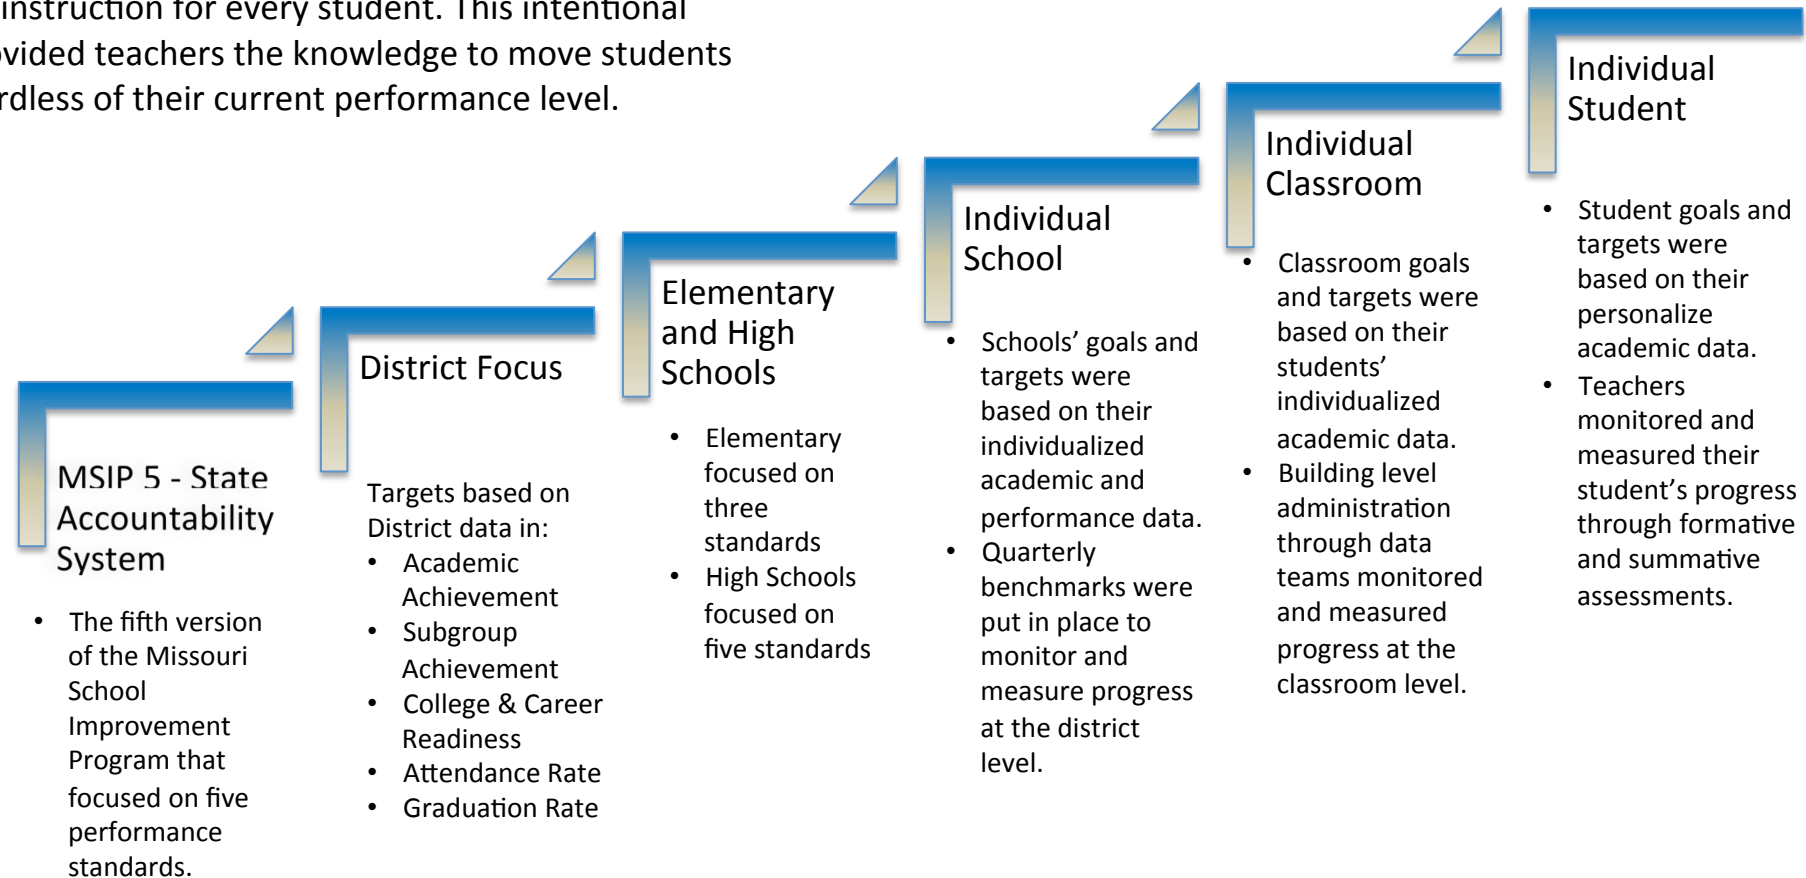 instruction for every student. This intentional
ovided teachers the knowledge to move students
rdless of their current performance level.
MSIP 5 - State
Accountability
System
• The fifth version
of the Missouri
School
Improvement
Program that
focused on five
performance
standards.
District Focus
Targets based on
District data in:
• Academic
Achievement
• Subgroup
Achievement
• College & Career
Readiness
• Attendance Rate
• Graduation Rate
Elementary
and High
Schools
• Elementary
focused on
three
standards
• High Schools
focused on
five standards
Individual
School
• Schools’ goals and
targets were
based on their
individualized
academic and
performance data.
• Quarterly
benchmarks were
put in place to
monitor and
measure progress
at the district
level.
Individual
Classroom
• Classroom goals
and targets were
based on their
students’
individualized
academic data.
• Building level
administration
through data
teams monitored
and measured
progress at the
classroom level.
Individual
Student
• Student goals and
targets were
based on their
personalize
academic data.
• Teachers
monitored and
measured their
student’s progress
through formative
and summative
assessments.